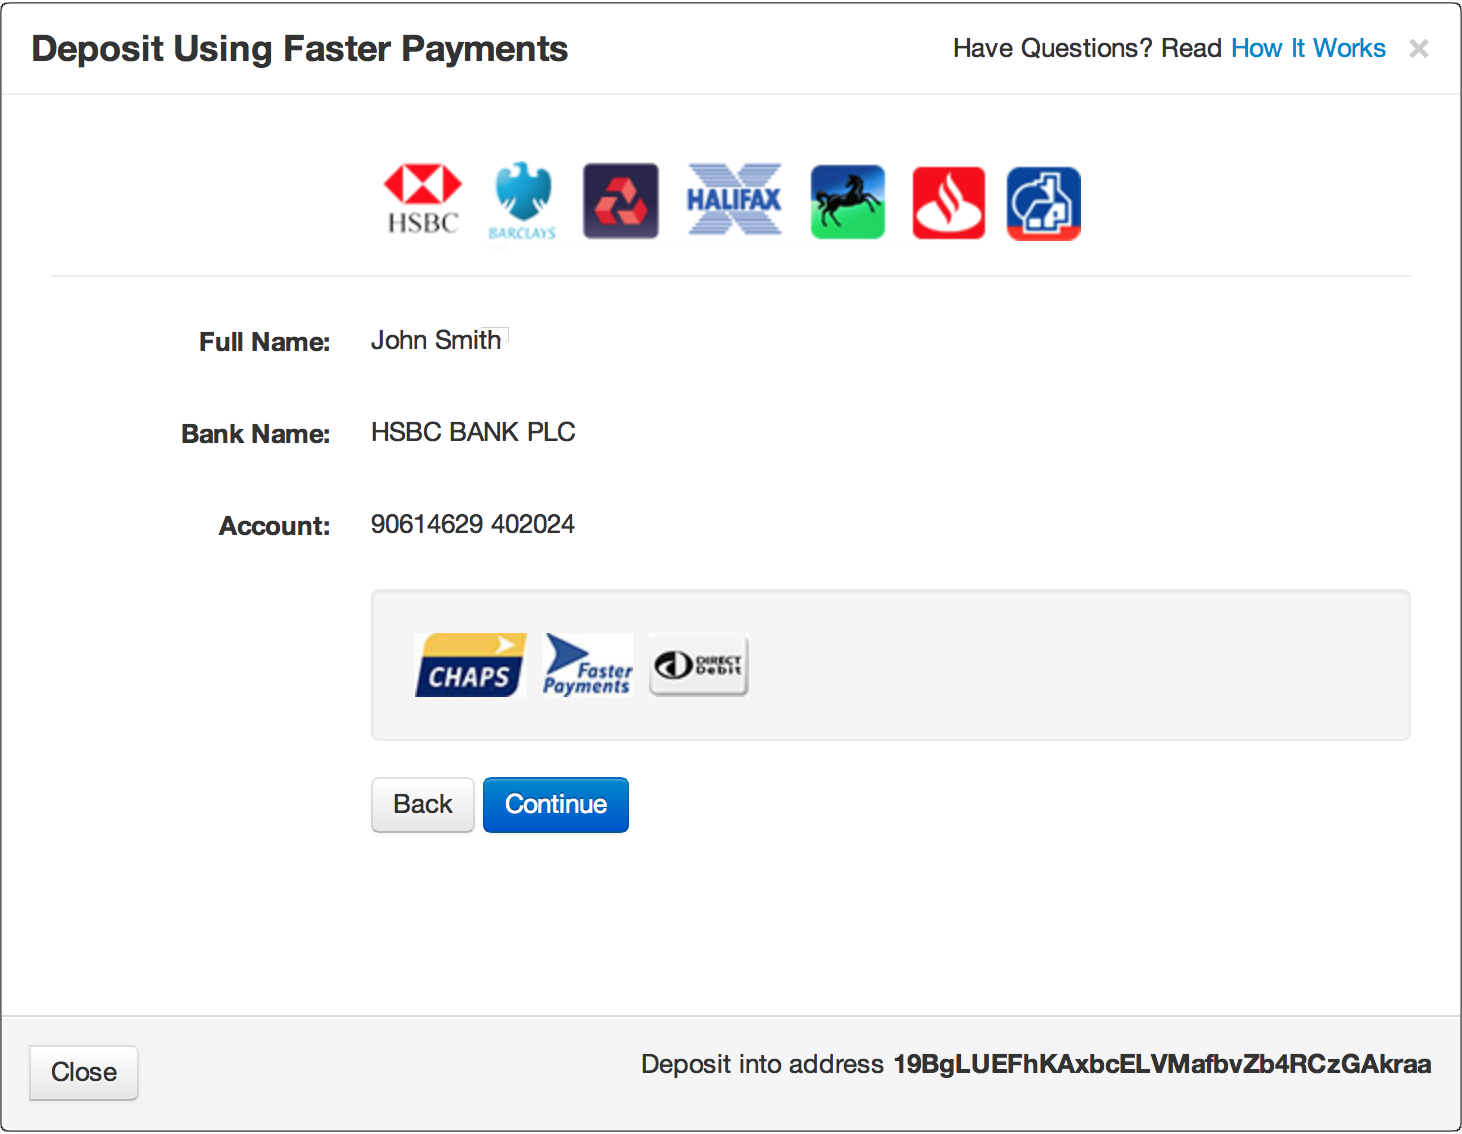 Deposit Using Faster Payments
Have Questions? Read How It Works ×
HSBC
BARCLAYS
HALIFAX
Full Name: John Smith
Bank Name: HSBC BANK PLC
Account: 90614629 402024
CHAPS
Faster
Payments
DIRECT
Debit
Back Continue
Close
Deposit into address 19BgLUEFhKAxbcELVMafbvZb4RCzGAkraa